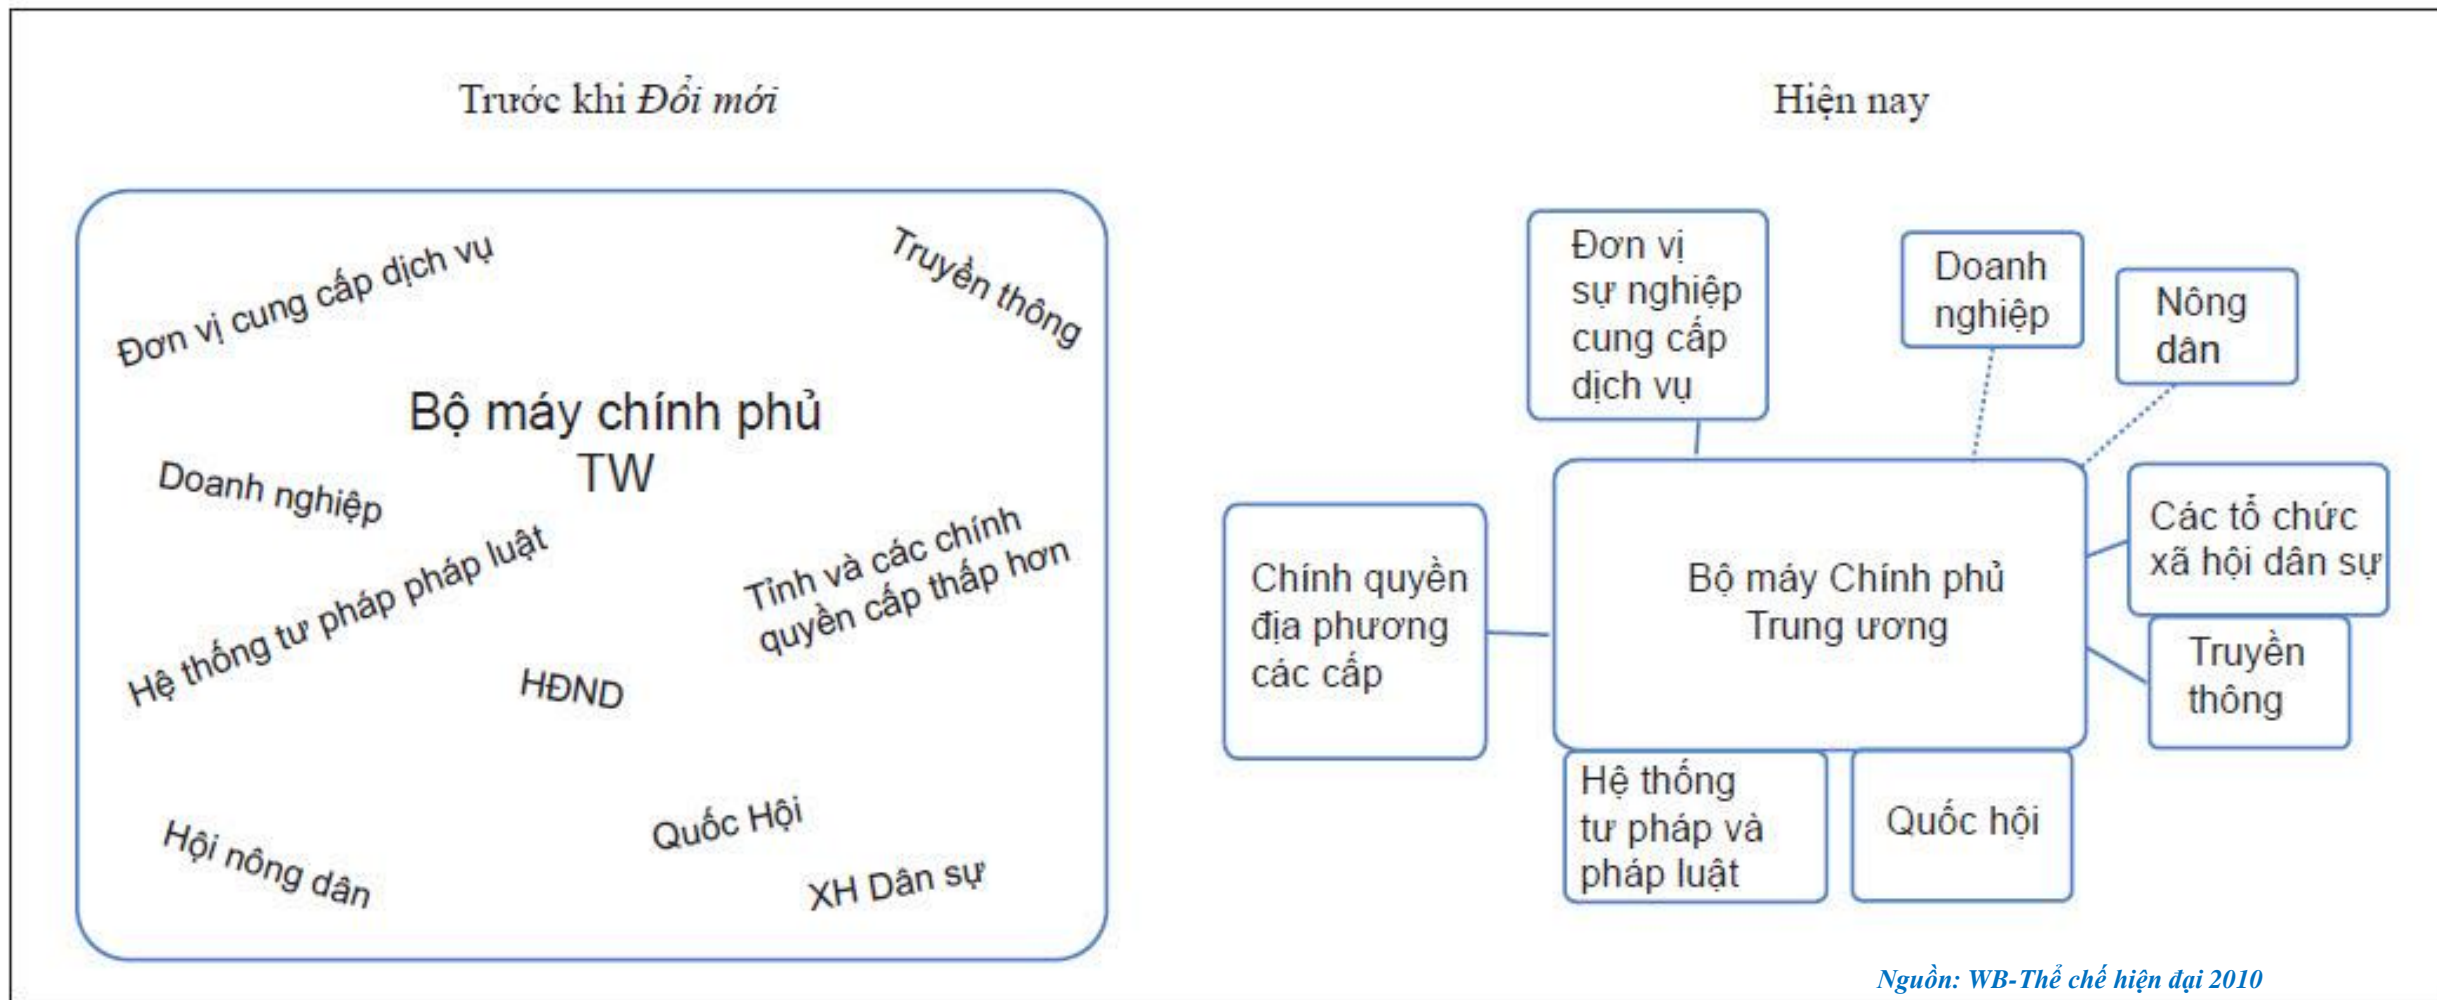 Trước khi Đổi mới
Đơn vị cung cấp dịch vụ
Truyền thông
Bộ máy chính phủ
TW
Doanh nghiệp
Hệ thống tư pháp pháp luật
Tỉnh và các chính
quyền cấp thấp hơn
HĐND
Quốc Hội
Hội nông dân
XH Dân sự
Hiện nay
Đơn vị
sự nghiệp
cung cấp
dịch vụ
Doanh
nghiệp
Nông
dân
Chính quyền
địa phương
các cấp
Bộ máy Chính phủ
Trung ương
Các tổ chức
xã hội dân sự
Truyền
thông
Hệ thống
tư pháp và
pháp luật
Quốc hội
Nguồn: WB-Thể chế hiện đại 2010